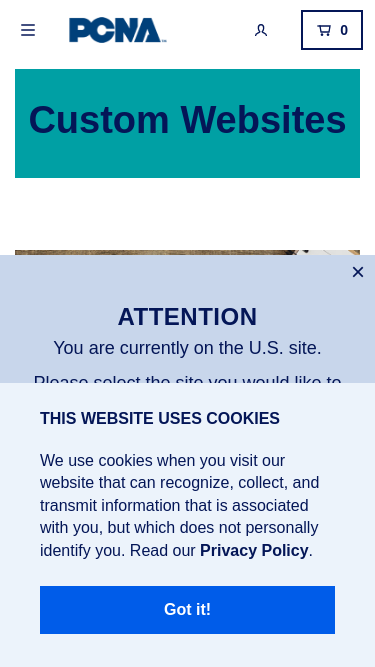 PCNA
0
Custom Websites
×
ATTENTION
You are currently on the U.S. site.
Please select the site you would like to
THIS WEBSITE USES COOKIES
We use cookies when you visit our
website that can recognize, collect, and
transmit information that is associated
with you, but which does not personally
identify you. Read our Privacy Policy.
Got it!